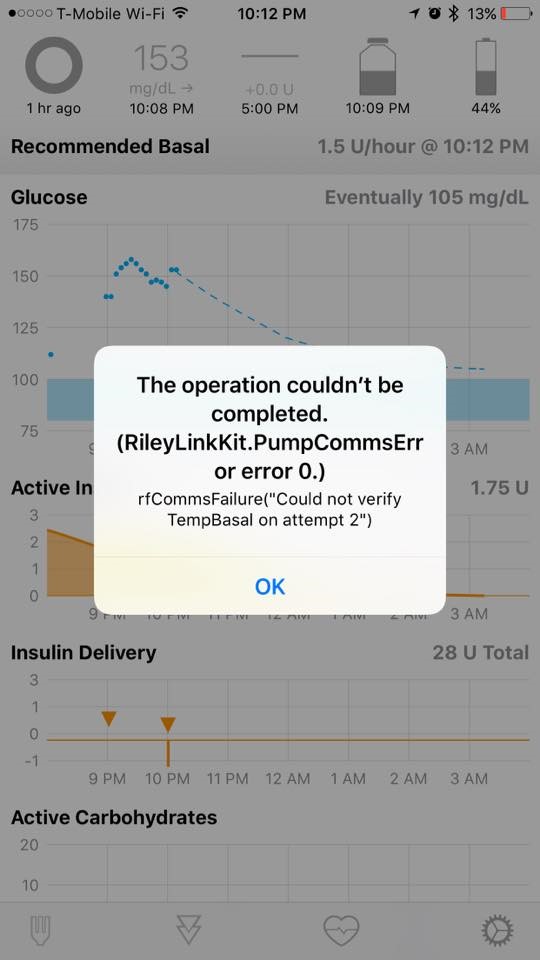 T-Mobile Wi-Fi 10:12 PM 13%
153
mg/dL → +0.0 U
1 hr ago 10:08 PM 5:00 PM 10:09 PM 44%
Recommended Basal 1.5 U/hour @ 10:12 PM
Glucose Eventually 105 mg/dL
175
150
125
100
75
3 AM
The operation couldn't be
completed.
(RileyLinkKit.PumpCommsErr
or error 0.)
rfCommsFailure("Could not verify
TempBasal on attempt 2")
OK
Active In 1.75 U
3
2
1
0
9 PM 10 PM 11 PM 12 AM 1 AM 2 AM 3 AM
Insulin Delivery 28 U Total
3
1
0
-1
9 PM 10 PM 11 PM 12 AM 1 AM 2 AM 3 AM
Active Carbohydrates
20
10